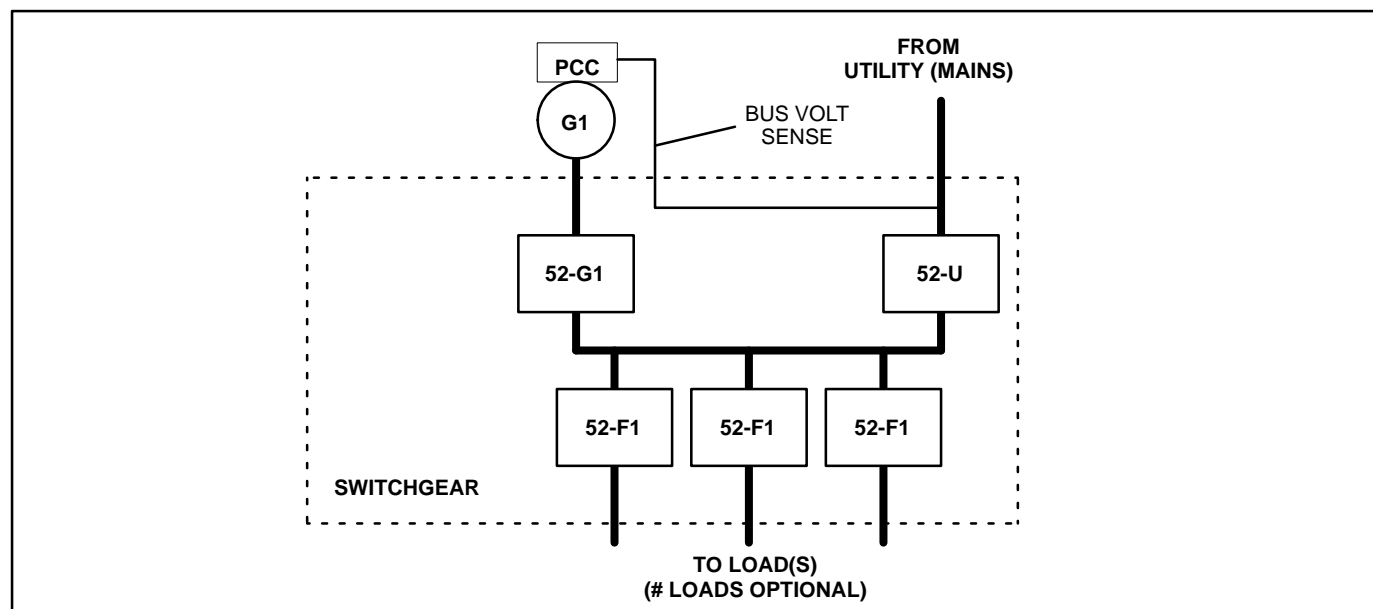 PCC
G1
FROM
UTILITY (MAINS)
BUS VOLT
SENSE
52-G1
52-U
52-F1
52-F1
52-F1
SWITCHGEAR
TO LOAD(S)
(# LOADS OPTIONAL)